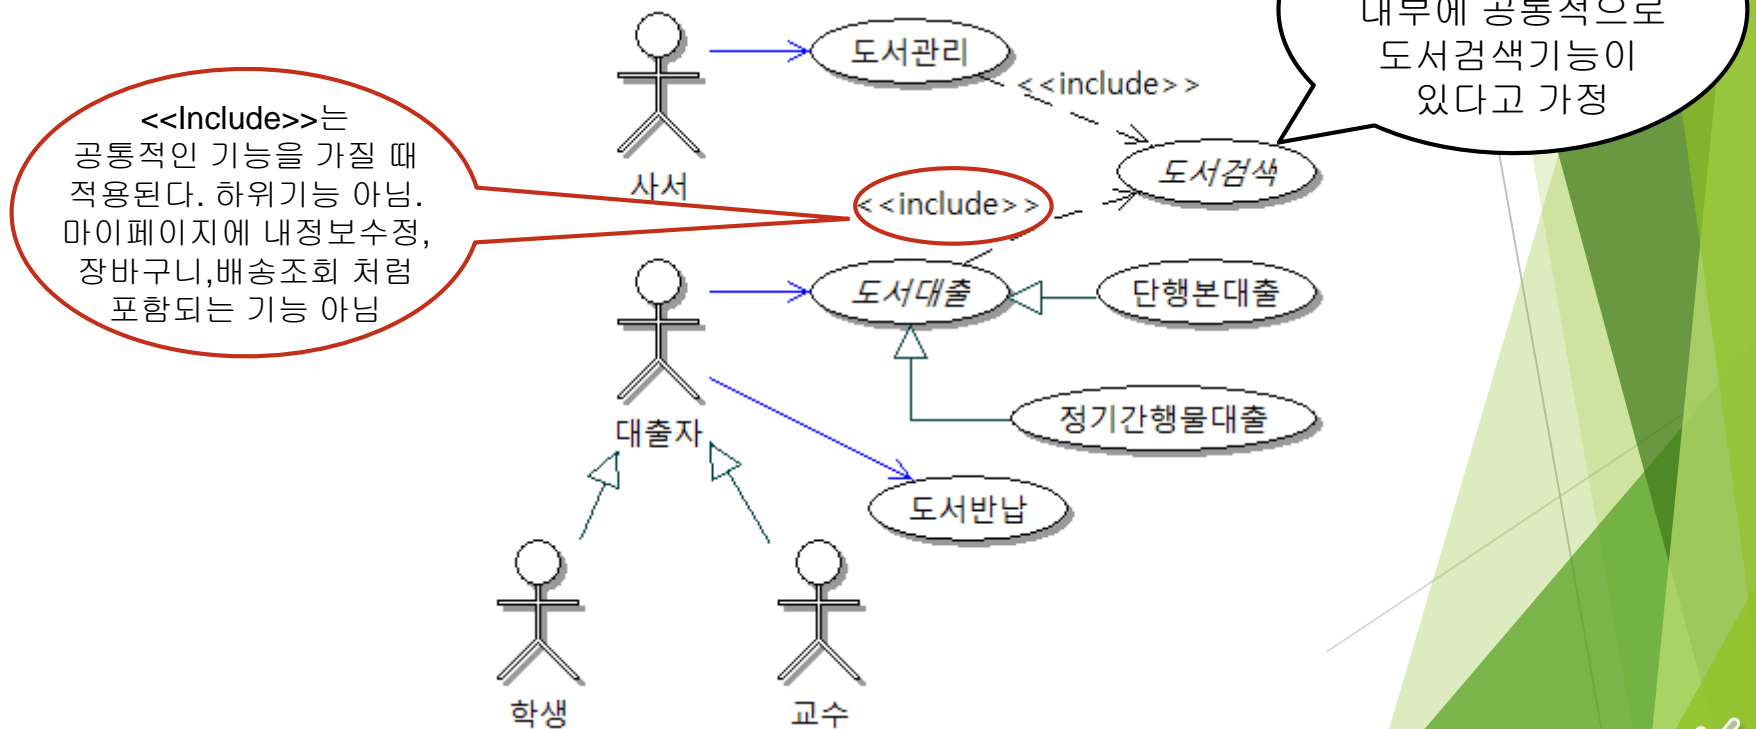 내부에 공통적으로
도서검색기능이
있다고 가정
도서관리
<<include>>
<<Include>>는
공통적인 기능을 가질 때
적용된다. 하위기능 아님.
마이페이지에 내정보수정,
장바구니,배송조회 처럼
포함되는 기능 아님
사서
도서검색
<<include>>
도서대출
단행본대출
정기간행물대출
대출자
도서반납
학생
교수